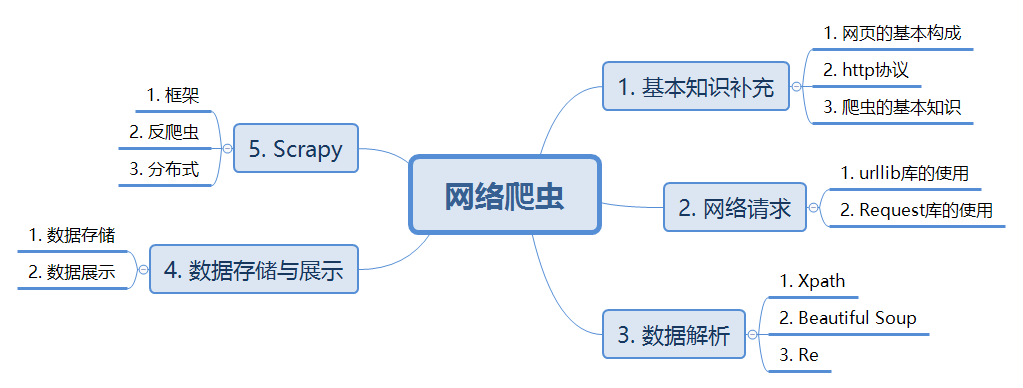 网络爬虫
1. 基本知识补充
1. 网页的基本构成
2. http协议
3. 爬虫的基本知识
2. 网络请求
1. urllib库的使用
2. Request库的使用
3. 数据解析
1. Xpath
2. Beautiful Soup
3. Re
4. 数据存储与展示
1. 数据存储
2. 数据展示
5. Scrapy
1. 框架
2. 反爬虫
3. 分布式